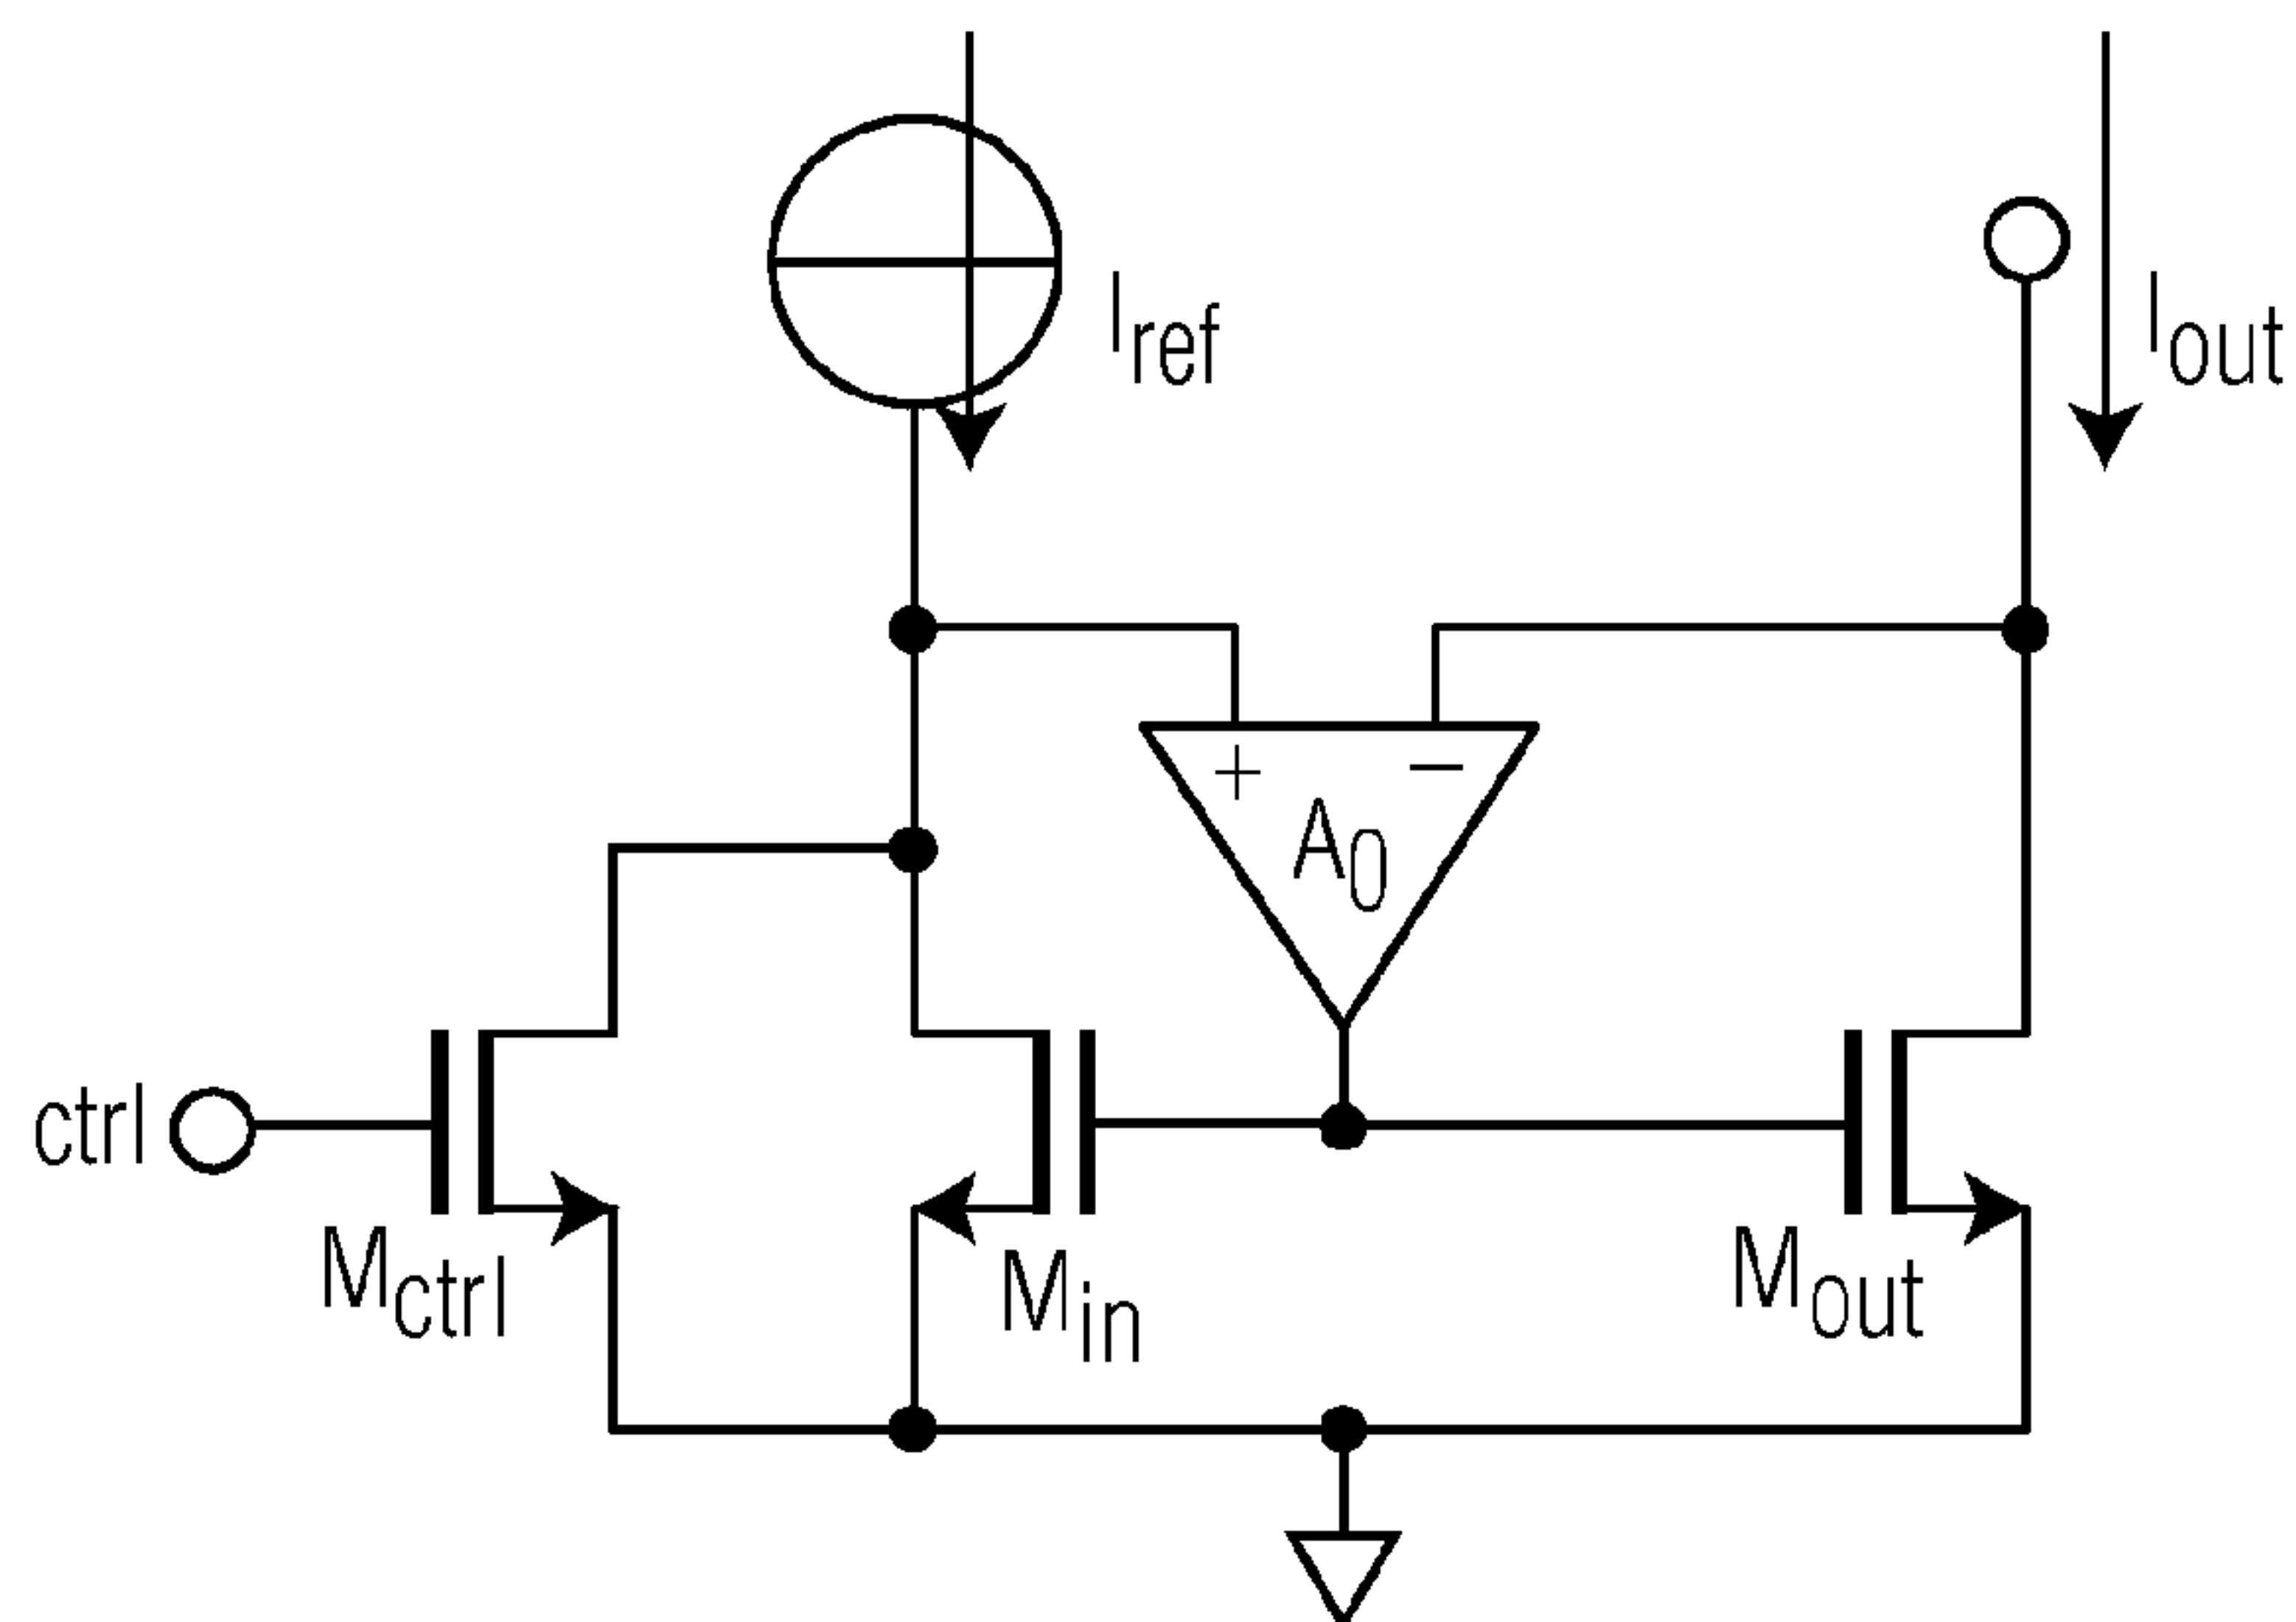 Iref
Iout
+ −
A0
ctrl
Mctrl
Min
Mout